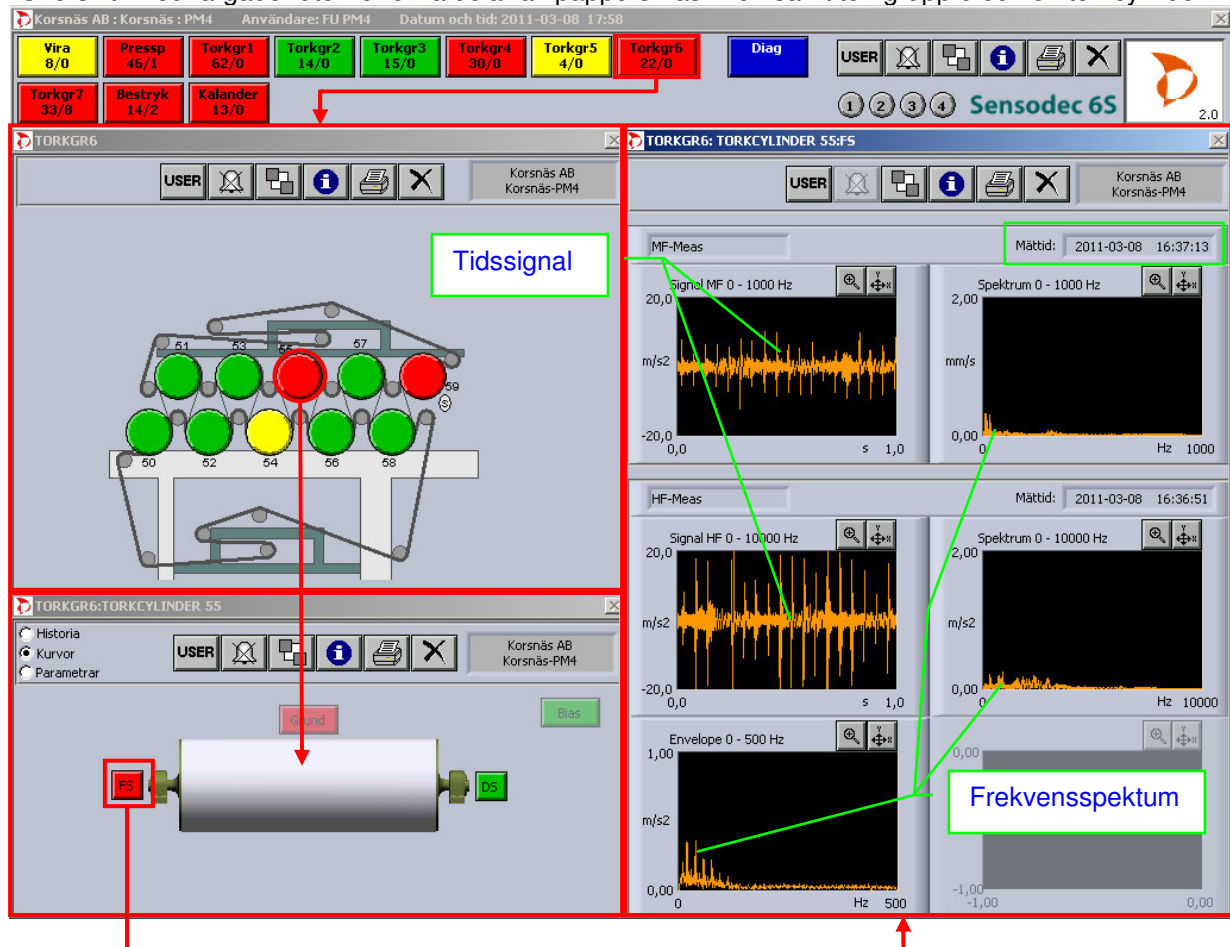 Korsnäs AB : Korsnäs : PM4 Användare: FU PM4 Datum och tid: 2011-03-08 17:58
Vira 8/0
Pressp 46/1
Torkgr1 62/0
Torkgr2 14/0
Torkgr3 15/0
Torkgr4 30/0
Torkgr5 4/0
Torkgr6 22/0
Diag
USER
Torkgr7 33/8
Bestryk 14/2
Kalander 13/0
1 2 3 4 Sensodec 6S
2.0
TORKGR6
USER
Korsnäs AB
Korsnäs-PM4
Tidssignal
51 53 55 57 59
S
50 52 54 56 58
TORKGR6:TORKCYLINDER 55
Historia
Kurvor
Parametrar
USER
Korsnäs AB
Korsnäs-PM4
Grund
Bias
FS
DS
TORKGR6: TORKCYLINDER 55:FS
USER
Korsnäs AB
Korsnäs-PM4
MF-Meas
Mättid: 2011-03-08 16:37:13
Signal MF 0 - 1000 Hz
20,0
m/s2
-20,0
0,0 s 1,0
Spektrum 0 - 1000 Hz
2,00
mm/s
0,00
0 Hz 1000
HF-Meas
Mättid: 2011-03-08 16:36:51
Signal HF 0 - 10000 Hz
20,0
m/s2
-20,0
0,0 s 1,0
Spektrum 0 - 10000 Hz
2,00
m/s2
0,00
0 Hz 10000
Envelope 0 - 500 Hz
1,00
m/s2
0,00
0 Hz 500
0,00
-1,00
-1,00 0,00
Frekvensspektum